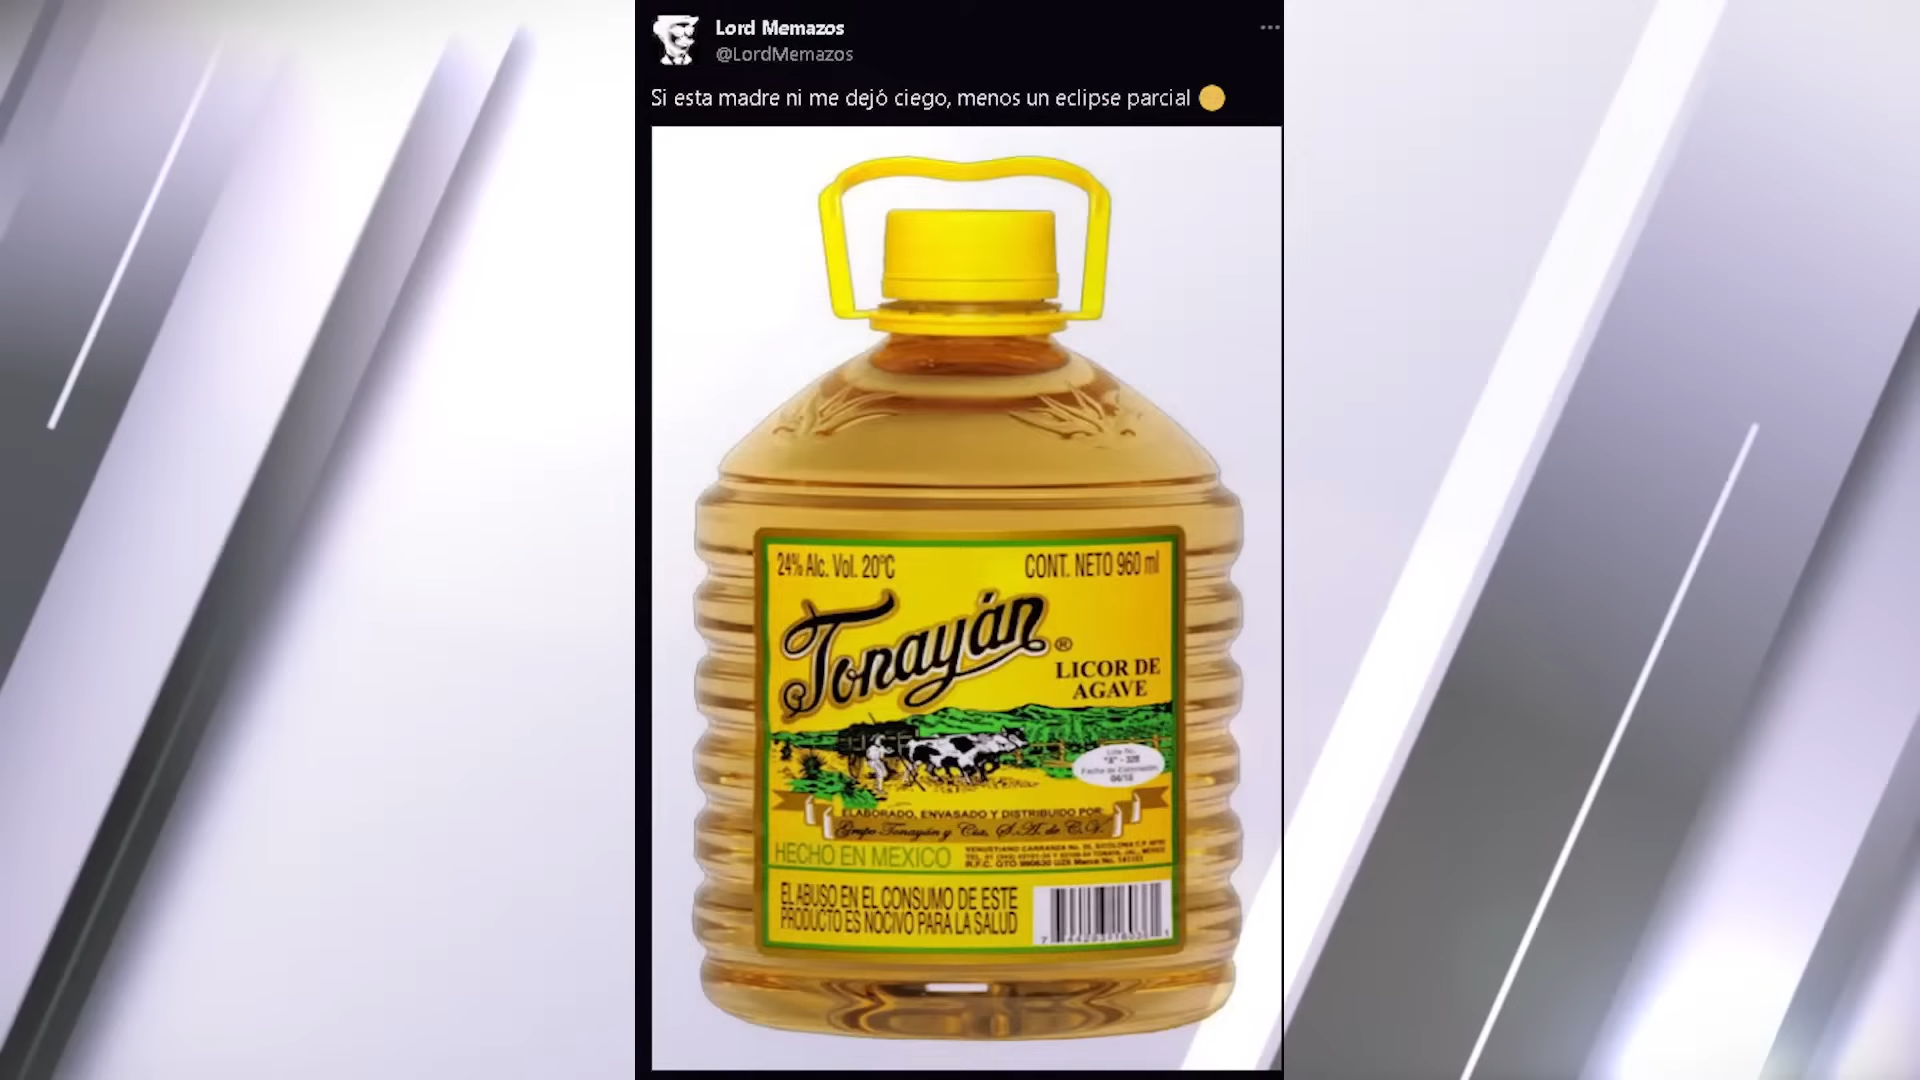 Lord Memazos
@LordMemazos
Si esta madre ni me dejó ciego, menos un eclipse parcial
24% Alc. Vol. 20°C
CONT. NETO 960 ml
Tonayán ®
LICOR DE
AGAVE
ELABORADO, ENVASADO Y DISTRIBUIDO POR:
Grupo Tonayán y Cia, S.A. de C.V.
HECHO EN MEXICO
EL ABUSO EN EL CONSUMO DE ESTE
PRODUCTO ES NOCIVO PARA LA SALUD